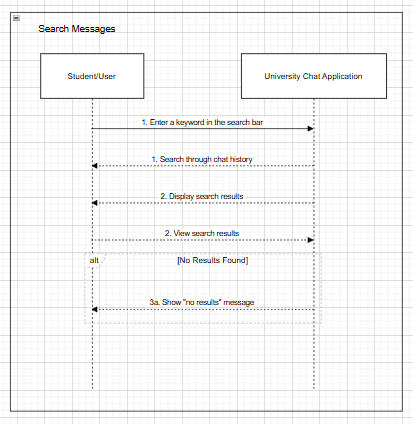 Search Messages
Student/User
University Chat Application
1. Enter a keyword in the search bar
1. Search through chat history
2. Display search results
2. View search results
alt
[No Results Found]
3a. Show "no results" message